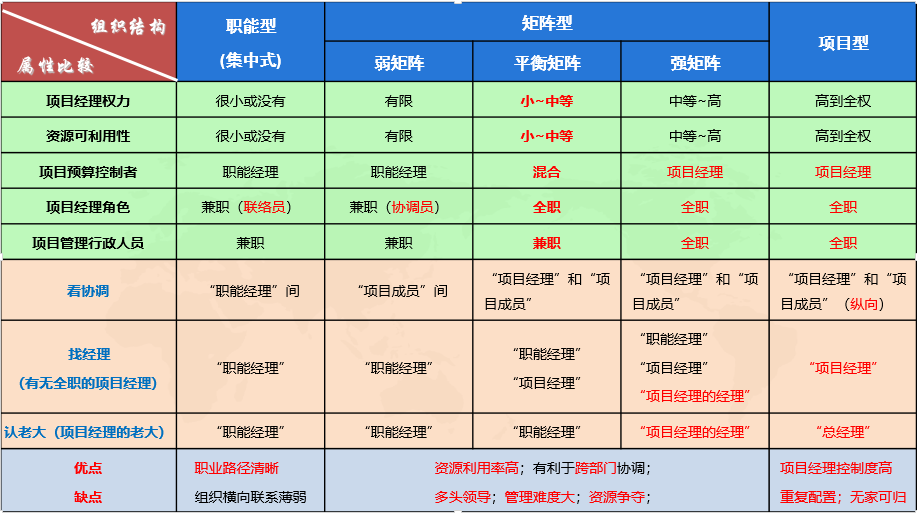 组织结构
属性比较
职能型
(集中式)
矩阵型
项目型
弱矩阵 平衡矩阵 强矩阵
项目经理权力 很小或没有 有限 小~中等 中等~高 高到全权
资源可利用性 很小或没有 有限 小~中等 中等~高 高到全权
项目预算控制者 职能经理 职能经理 混合 项目经理 项目经理
项目经理角色 兼职（联络员） 兼职（协调员） 全职 全职 全职
项目管理行政人员 兼职 兼职 兼职 全职 全职
看协调 “职能经理”间 “项目成员”间
“项目经理”和“项
目成员”
“项目经理”和“项
目成员”
“项目经理”和“项
目成员”（纵向）
找经理
（有无全职的项目经理）
“职能经理” “职能经理”
“职能经理”
“项目经理”
“职能经理”
“项目经理”
“项目经理的经理”
“项目经理”
认老大（项目经理的老大） “职能经理” “职能经理” “职能经理” “项目经理的经理” “总经理”
优点 职业路径清晰 资源利用率高；有利于跨部门协调； 项目经理控制度高
缺点 组织横向联系薄弱 多头领导；管理难度大；资源争夺； 重复配置；无家可归